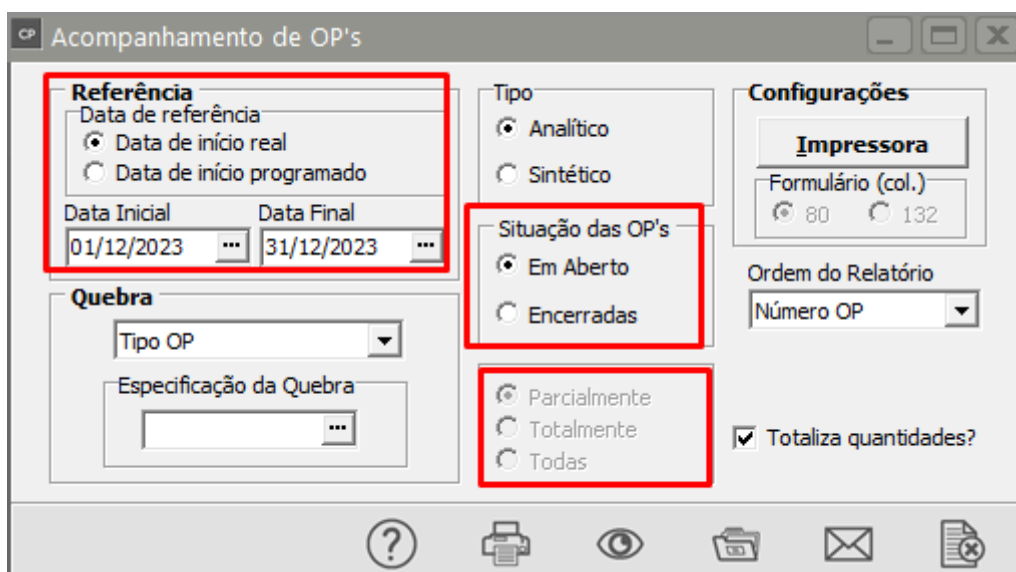 CP Acompanhamento de OP's
Referência
Data de referência
Data de início real
Data de início programado
Data Inicial Data Final
01/12/2023 ... 31/12/2023 ...
Quebra
Tipo OP
Especificação da Quebra
...
Tipo
Analítico
Sintético
Situação das OP's
Em Aberto
Encerradas
Parcialmente
Totalmente
Todas
Configurações
Impressora
Formulário (col.)
80 132
Ordem do Relatório
Número OP
Totaliza quantidades?
?